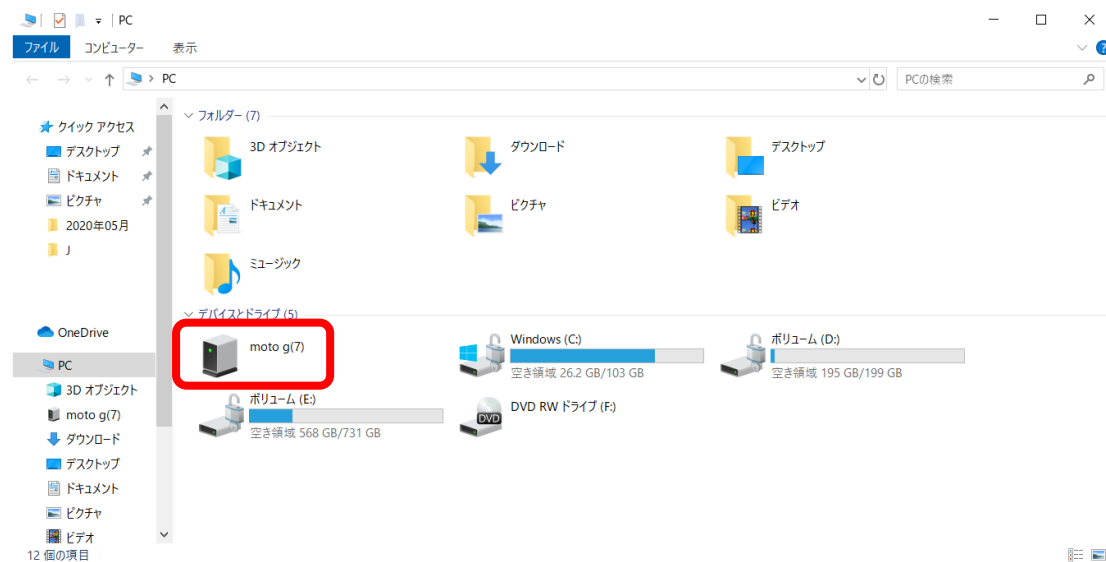 PC
ファイル
コンピューター
表示
?
PC
PCの検索
クイック アクセス
デスクトップ
ドキュメント
ピクチャ
2020年05月
J
OneDrive
PC
3D オブジェクト
moto g(7)
ダウンロード
デスクトップ
ドキュメント
ピクチャ
ビデオ
フォルダー (7)
3D オブジェクト
ダウンロード
デスクトップ
ドキュメント
ピクチャ
ビデオ
ミュージック
デバイスとドライブ (5)
moto g(7)
Windows (C:)
空き領域 26.2 GB/103 GB
ボリューム (D:)
空き領域 195 GB/199 GB
ボリューム (E:)
空き領域 568 GB/731 GB
DVD
DVD RW ドライブ (F:)
12 個の項目